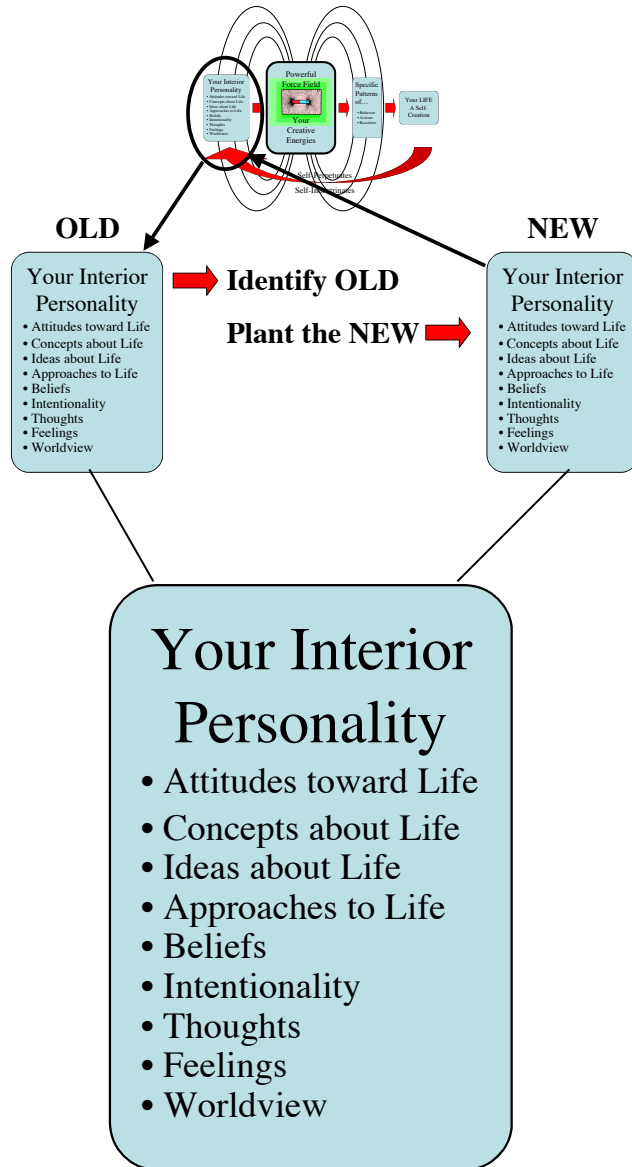 Your Interior
Personality
• Attitudes toward Life
• Concepts about Life
• Ideas about Life
• Approaches to Life
• Beliefs
• Intentionality
• Thoughts
• Feelings
• Worldview
Powerful
Force Field
Your
Creative
Energies
Specific
Patterns
of…
• Behavior
• Actions
• Reactions
Your LIFE
A Self-
Creation
Self-Perpetuates
Self-Indoctrinates
OLD
NEW
Your Interior
Personality
• Attitudes toward Life
• Concepts about Life
• Ideas about Life
• Approaches to Life
• Beliefs
• Intentionality
• Thoughts
• Feelings
• Worldview
Identify OLD
Plant the NEW
Your Interior
Personality
• Attitudes toward Life
• Concepts about Life
• Ideas about Life
• Approaches to Life
• Beliefs
• Intentionality
• Thoughts
• Feelings
• Worldview
Your Interior
Personality
• Attitudes toward Life
• Concepts about Life
• Ideas about Life
• Approaches to Life
• Beliefs
• Intentionality
• Thoughts
• Feelings
• Worldview